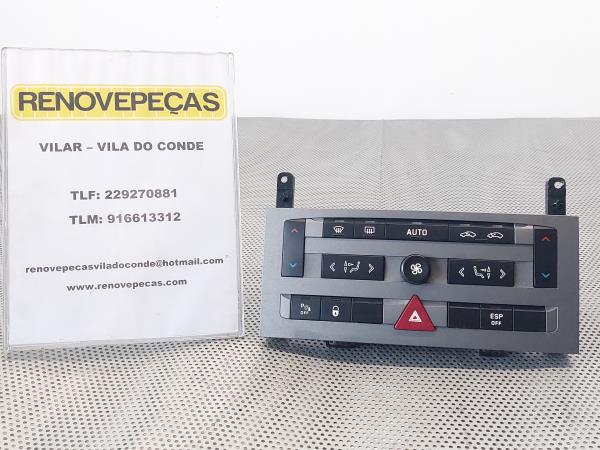 RENOVEPEÇAS
VILAR – VILA DO CONDE
TLF: 229270881
TLM: 916613312
renovepecasviladoconde@hotmail.com
www.renovepecas.com
AUTO
OFF
ESP
OFF